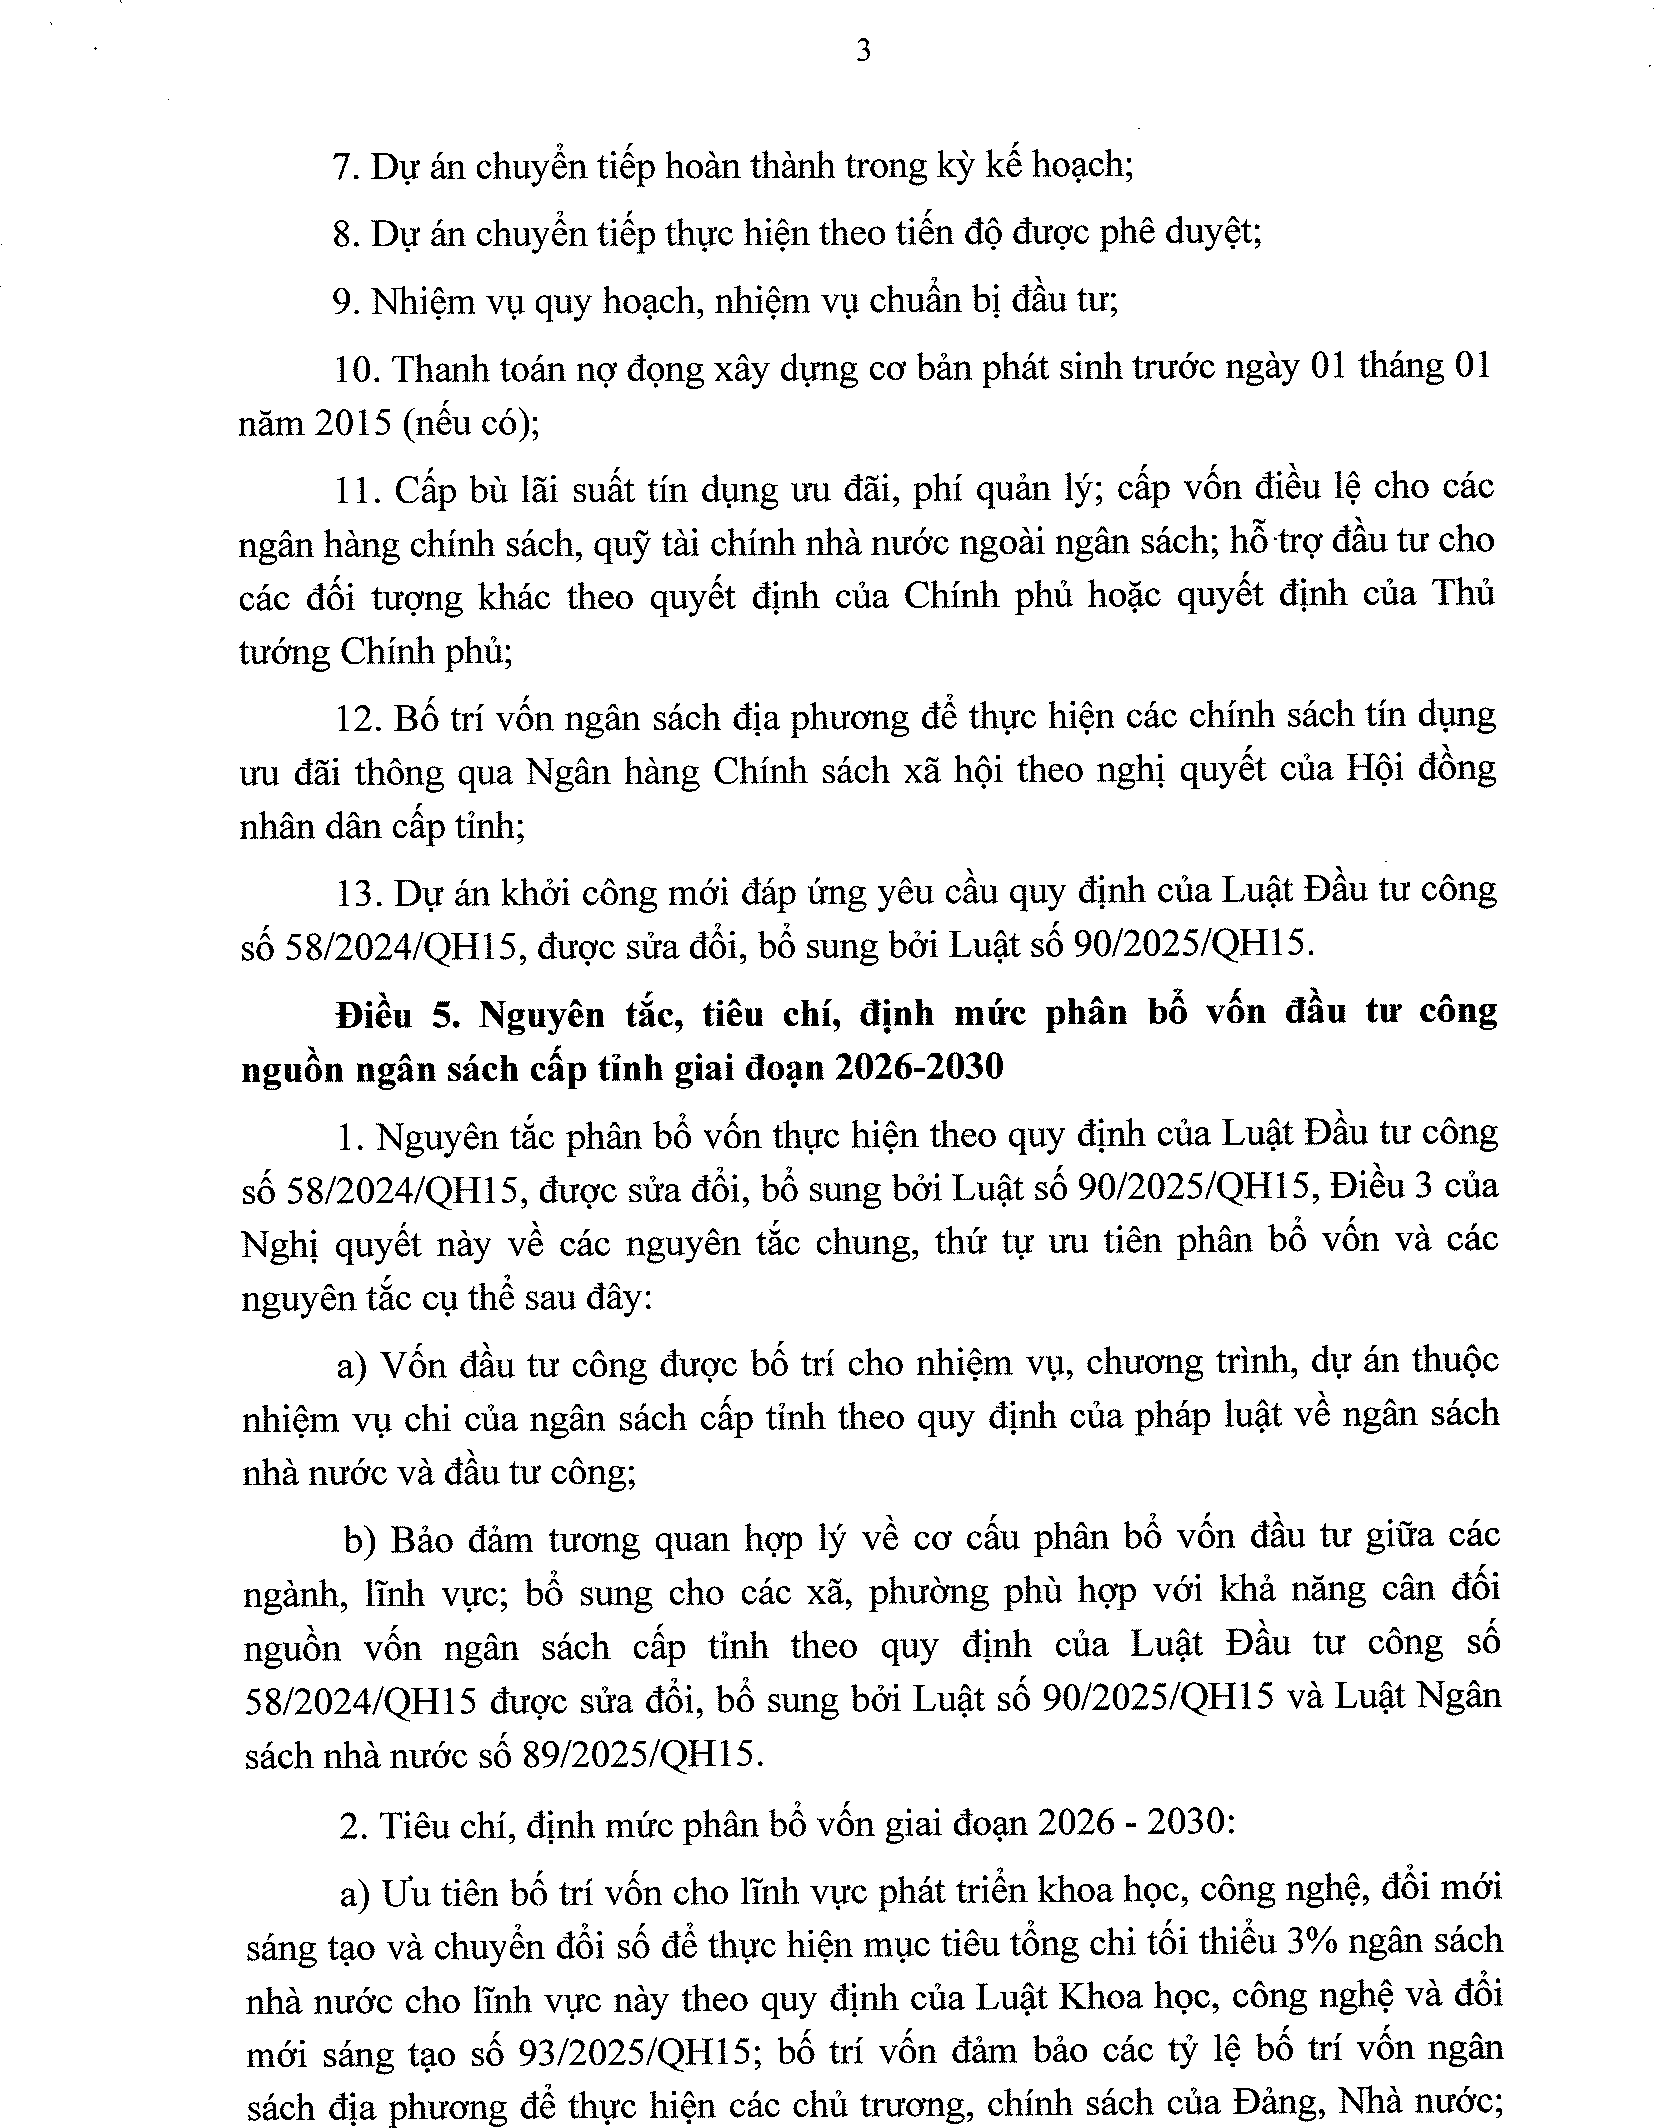 3
7. Dự án chuyển tiếp hoàn thành trong kỳ kế hoạch;
8. Dự án chuyển tiếp thực hiện theo tiến độ được phê duyệt;
9. Nhiệm vụ quy hoạch, nhiệm vụ chuẩn bị đầu tư;
10. Thanh toán nợ đọng xây dựng cơ bản phát sinh trước ngày 01 tháng 01
năm 2015 (nếu có);
11. Cấp bù lãi suất tín dụng ưu đãi, phí quản lý; cấp vốn điều lệ cho các
ngân hàng chính sách, quỹ tài chính nhà nước ngoài ngân sách; hỗ trợ đầu tư cho
các đối tượng khác theo quyết định của Chính phủ hoặc quyết định của Thủ
tướng Chính phủ;
12. Bố trí vốn ngân sách địa phương để thực hiện các chính sách tín dụng
ưu đãi thông qua Ngân hàng Chính sách xã hội theo nghị quyết của Hội đồng
nhân dân cấp tỉnh;
13. Dự án khởi công mới đáp ứng yêu cầu quy định của Luật Đầu tư công
số 58/2024/QH15, được sửa đổi, bổ sung bởi Luật số 90/2025/QH15.
Điều 5. Nguyên tắc, tiêu chí, định mức phân bổ vốn đầu tư công
nguồn ngân sách cấp tỉnh giai đoạn 2026-2030
1. Nguyên tắc phân bổ vốn thực hiện theo quy định của Luật Đầu tư công
số 58/2024/QH15, được sửa đổi, bổ sung bởi Luật số 90/2025/QH15, Điều 3 của
Nghị quyết này về các nguyên tắc chung, thứ tự ưu tiên phân bổ vốn và các
nguyên tắc cụ thể sau đây:
a) Vốn đầu tư công được bố trí cho nhiệm vụ, chương trình, dự án thuộc
nhiệm vụ chi của ngân sách cấp tỉnh theo quy định của pháp luật về ngân sách
nhà nước và đầu tư công;
b) Bảo đảm tương quan hợp lý về cơ cấu phân bổ vốn đầu tư giữa các
ngành, lĩnh vực; bổ sung cho các xã, phường phù hợp với khả năng cân đối
nguồn vốn ngân sách cấp tỉnh theo quy định của Luật Đầu tư công số
58/2024/QH15 được sửa đổi, bổ sung bởi Luật số 90/2025/QH15 và Luật Ngân
sách nhà nước số 89/2025/QH15.
2. Tiêu chí, định mức phân bổ vốn giai đoạn 2026 - 2030:
a) Ưu tiên bố trí vốn cho lĩnh vực phát triển khoa học, công nghệ, đổi mới
sáng tạo và chuyển đổi số để thực hiện mục tiêu tổng chi tối thiểu 3% ngân sách
nhà nước cho lĩnh vực này theo quy định của Luật Khoa học, công nghệ và đổi
mới sáng tạo số 93/2025/QH15; bố trí vốn đảm bảo các tỷ lệ bố trí vốn ngân
sách địa phương để thực hiện các chủ trương, chính sách của Đảng, Nhà nước;